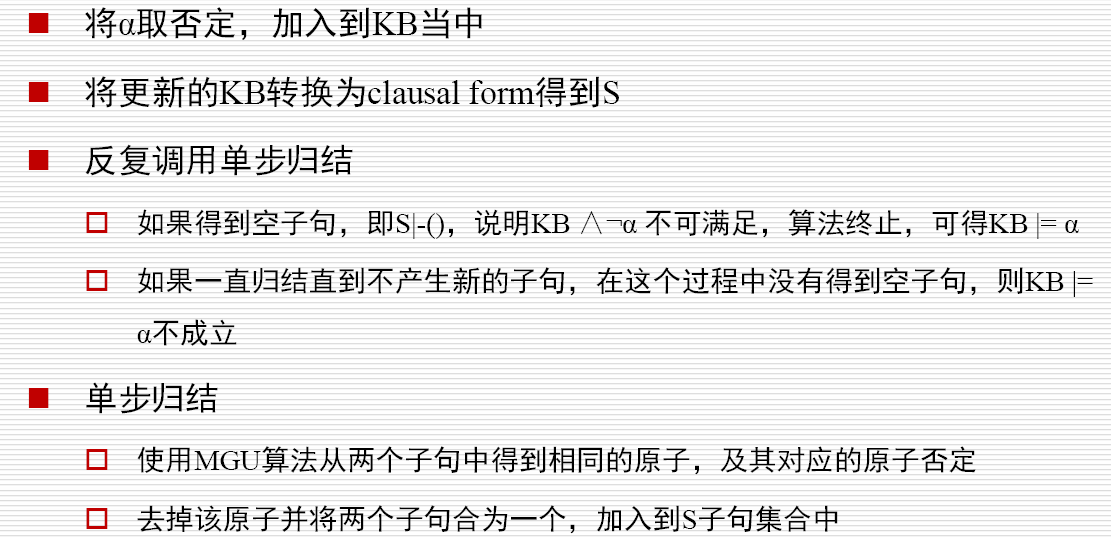 将α取否定，加入到KB当中
将更新的KB转换为clausal form得到S
反复调用单步归结
如果得到空子句，即S|-()，说明KB ∧¬α 不可满足，算法终止，可得KB |= α
如果一直归结直到不产生新的子句，在这个过程中没有得到空子句，则KB |=
α不成立
单步归结
使用MGU算法从两个子句中得到相同的原子，及其对应的原子否定
去掉该原子并将两个子句合为一个，加入到S子句集合中